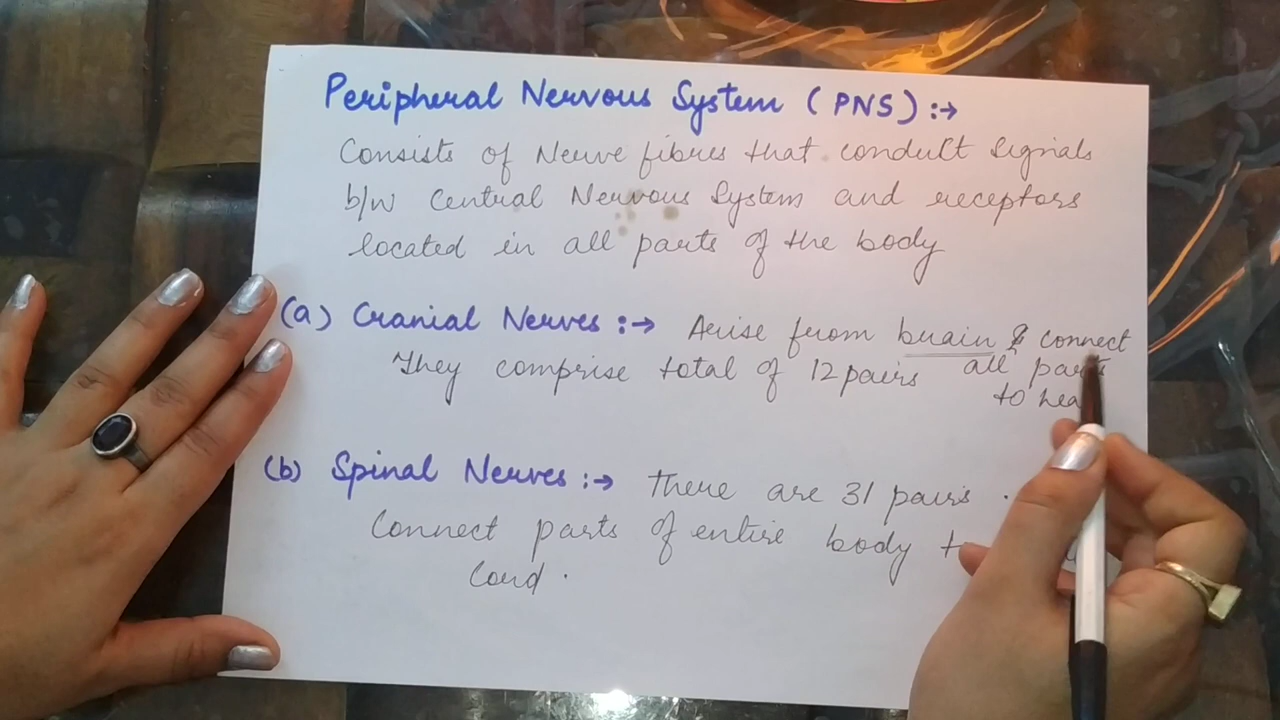 Peripheral Nervous System (PNS) :→
Consists of Nerve fibres that conduct signals
b/w Central Nervous System and receptors
located in all parts of the body
(a) Cranial Nerves :→ Arise from brain & connect
They comprise total of 12 pairs all parts
to
(b) Spinal Nerves :→ There are 31 pairs .
Connect parts of entire body
Cord .